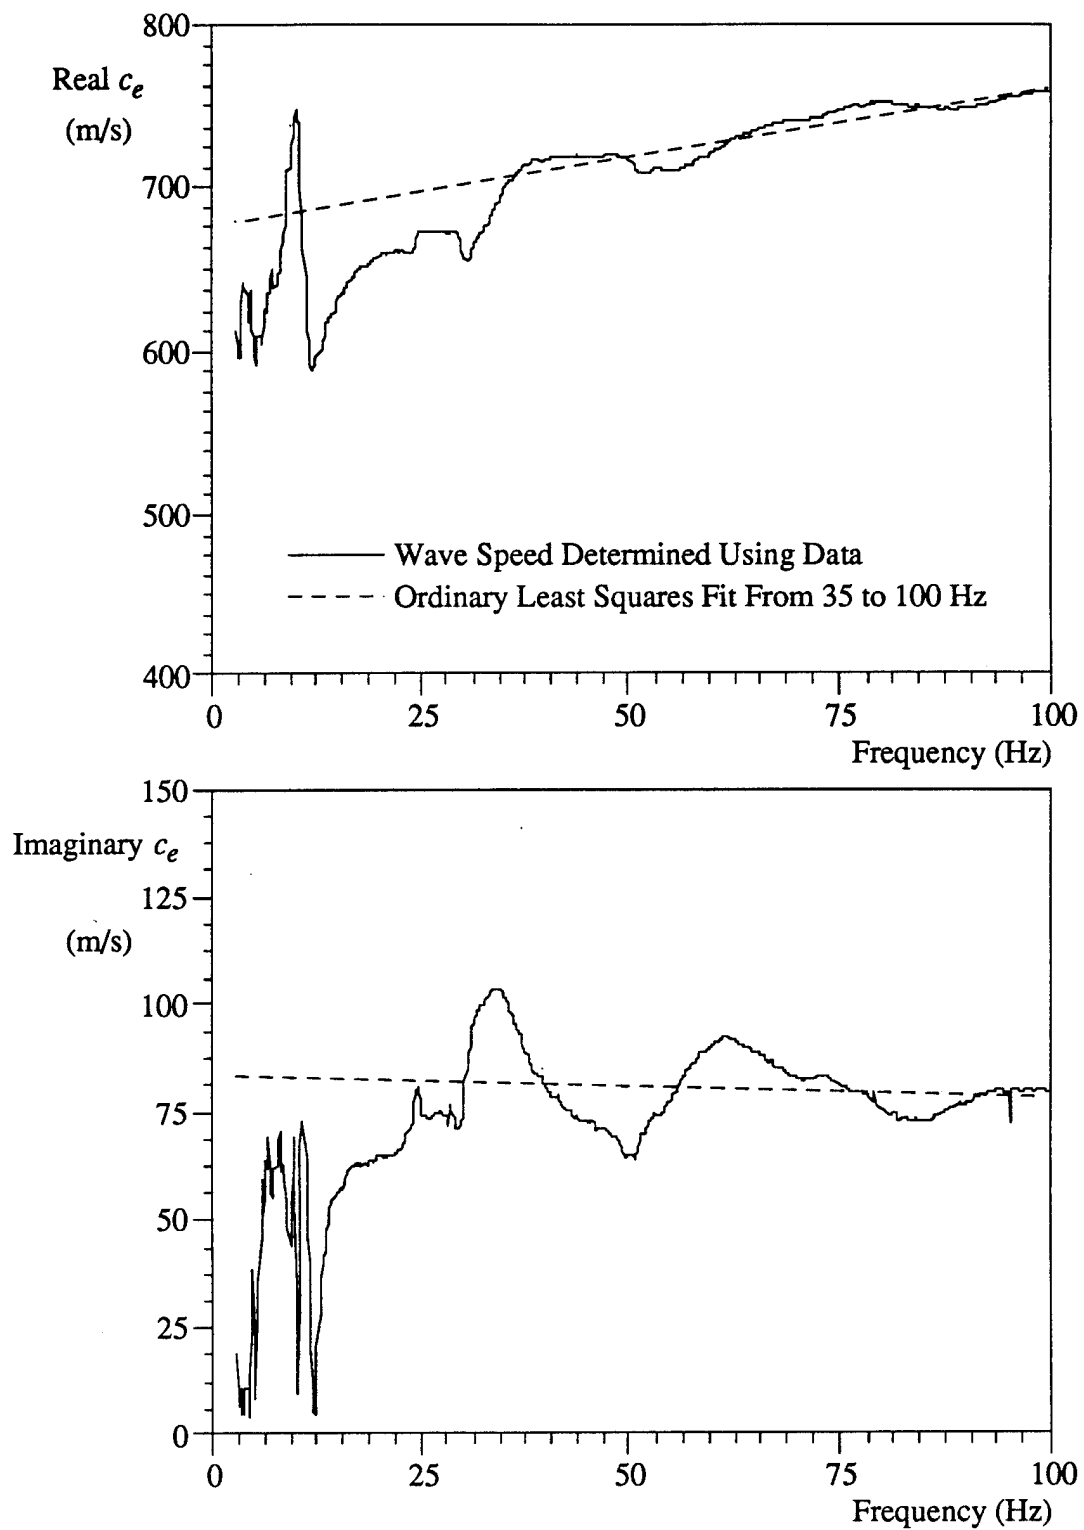 800
Real ce
(m/s)
700
600
500
Wave Speed Determined Using Data
Ordinary Least Squares Fit From 35 to 100 Hz
400
0 25 50 75 100
Frequency (Hz)
150
Imaginary ce
125
(m/s)
100
75
50
25
0
0 25 50 75 100
Frequency (Hz)